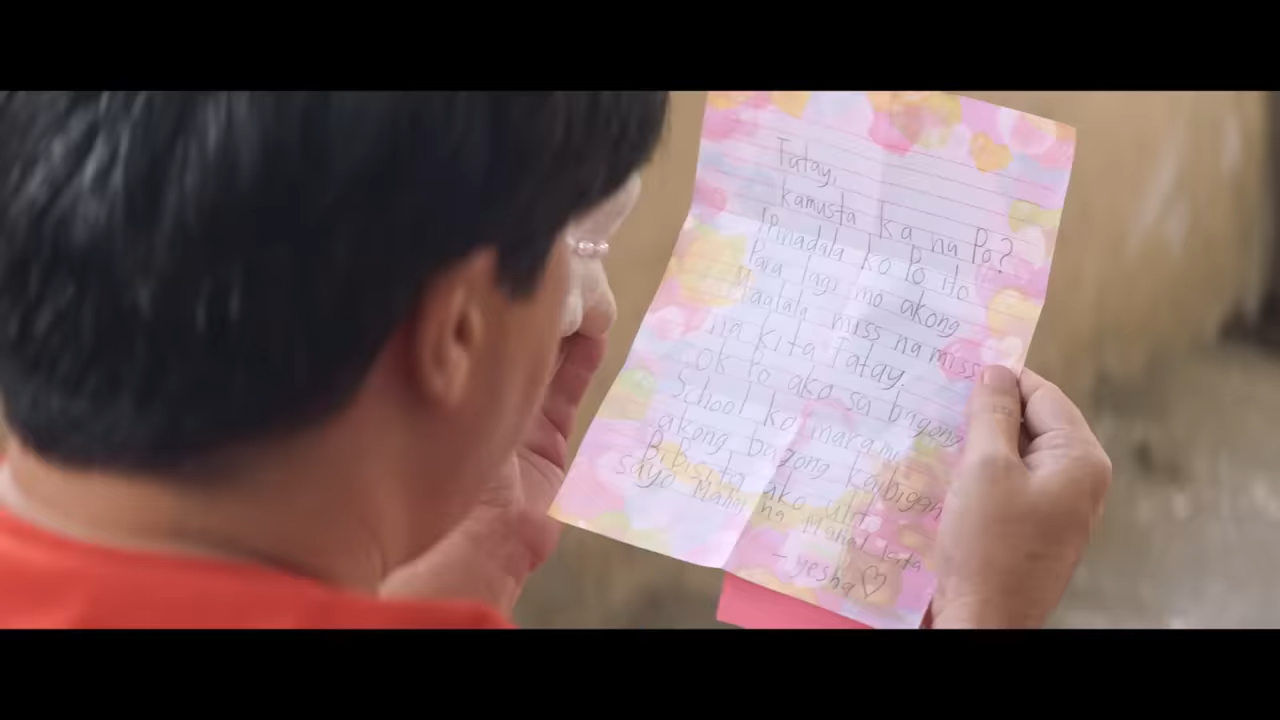 Tatay,
kamusta ka na Po?
IPinadala ko Po ito
Para lagi mo akong
Maalala miss na miss
na kita Tatay.
ok Po ako sa bagong
School ko marami
akong bagong kaibigan
Bibisita ako ulit
sayo Mahal na Mahal kita
- yesha♡